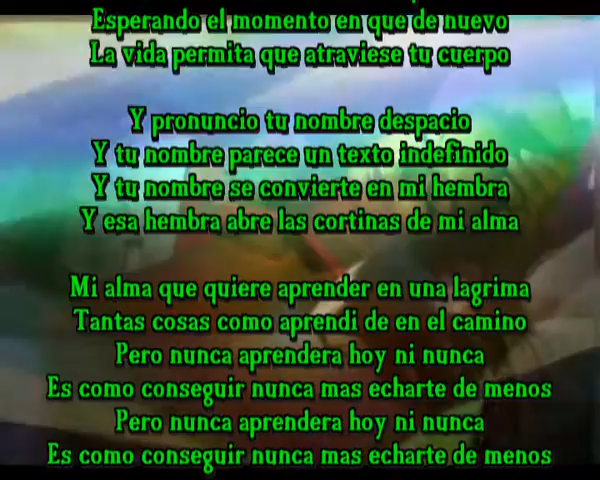 Esperando el momento en que de nuevo
La vida permita que atraviese tu cuerpo
Y pronuncio tu nombre despacio
Y tu nombre parece un texto indefinido
Y tu nombre se convierte en mi hembra
Y esa hembra abre las cortinas de mi alma
Mi alma que quiere aprender en una lagrima
Tantas cosas como aprendi de en el camino
Pero nunca aprendera hoy ni nunca
Es como conseguir nunca mas echarte de menos
Pero nunca aprendera hoy ni nunca
Es como conseguir nunca mas echarte de menos